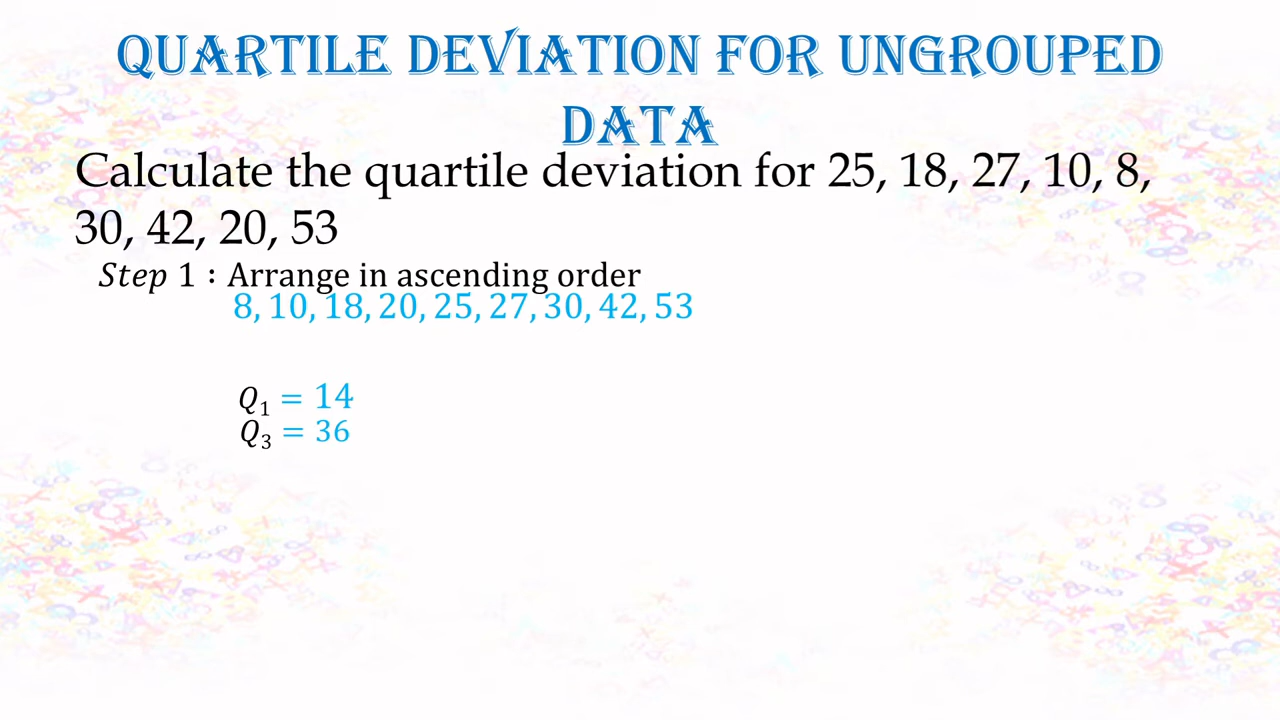 QUARTILE DEVIATION FOR UNGROUPED
DATA
Calculate the quartile deviation for 25, 18, 27, 10, 8,
30, 42, 20, 53
Step 1 : Arrange in ascending order
8, 10, 18, 20, 25, 27, 30, 42, 53
Q₁ = 14
Q₃ = 36